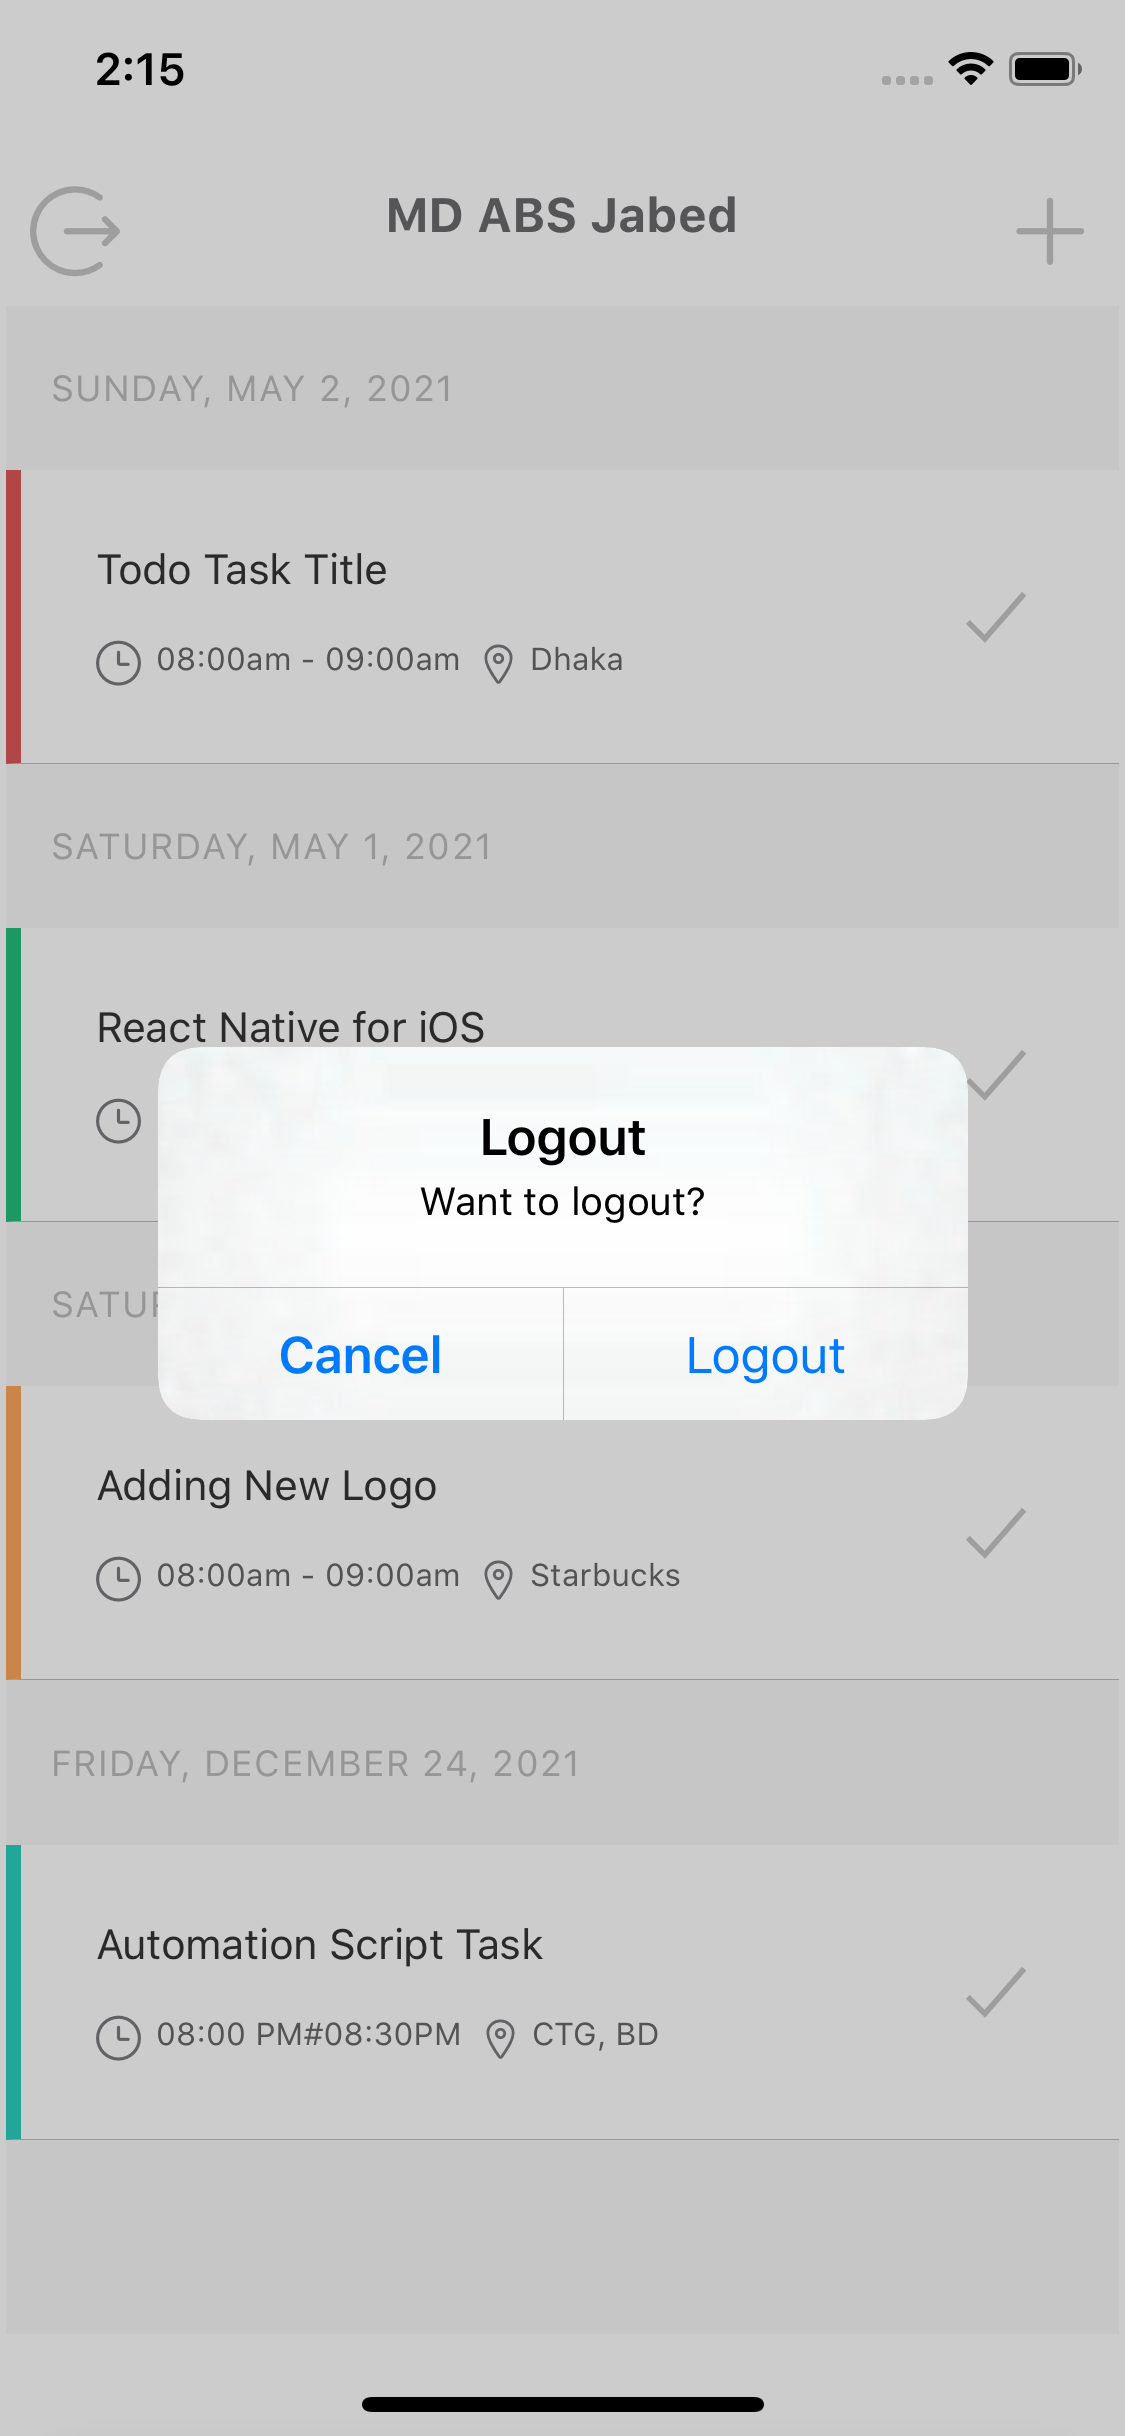 2:15
MD ABS Jabed
SUNDAY, MAY 2, 2021
Todo Task Title
08:00am - 09:00am Dhaka
SATURDAY, MAY 1, 2021
React Native for iOS
Logout
Want to logout?
Cancel Logout
Adding New Logo
08:00am - 09:00am Starbucks
FRIDAY, DECEMBER 24, 2021
Automation Script Task
08:00 PM#08:30PM CTG, BD